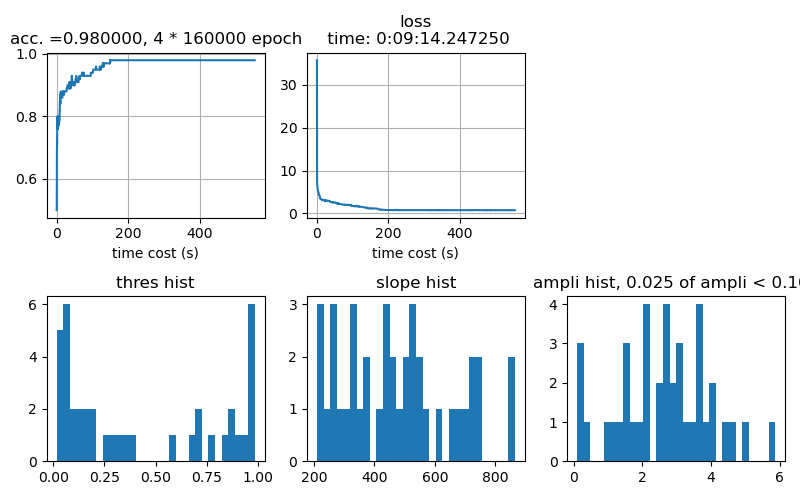 acc. =0.980000, 4 * 160000 epoch
1.0
0.8
0.6
0 200 400
time cost (s)
loss
time: 0:09:14.247250
30
20
10
0
0 200 400
time cost (s)
thres hist
6
4
2
0
0.00 0.25 0.50 0.75 1.00
slope hist
3
2
1
0
200 400 600 800
ampli hist, 0.025 of ampli < 0.10
4
3
2
1
0
0 2 4 6